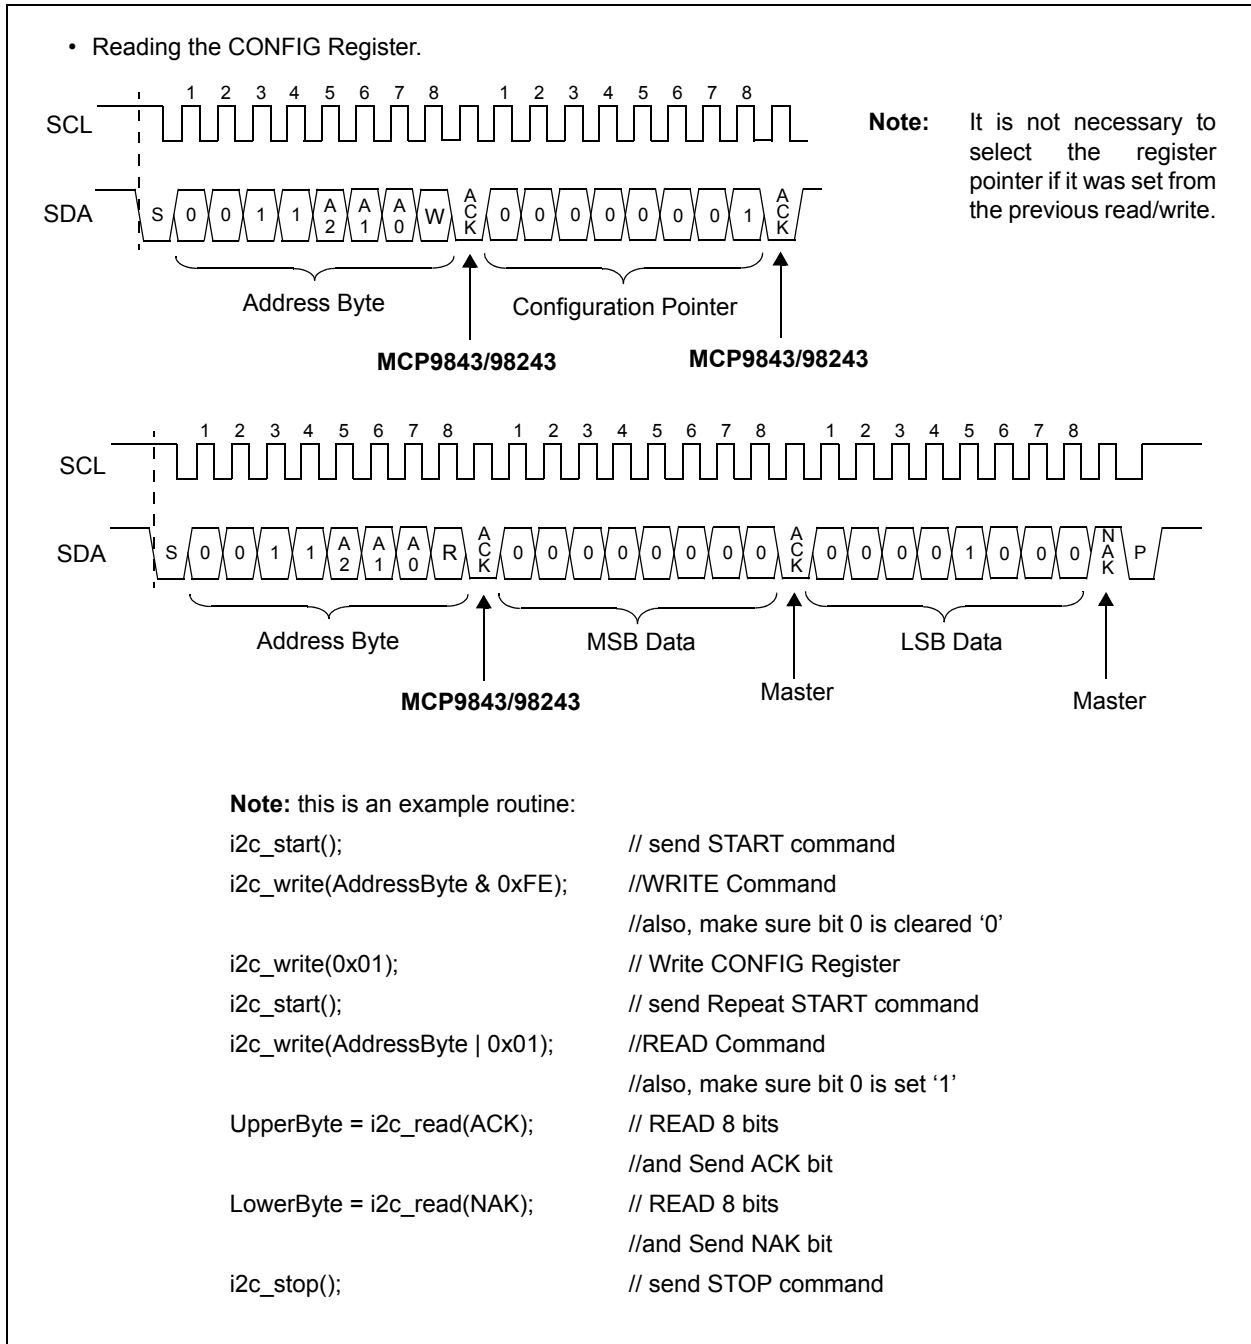 • Reading the CONFIG Register.
1 2 3 4 5 6 7 8 1 2 3 4 5 6 7 8
SCL
Note: It is not necessary to
select the register
pointer if it was set from
the previous read/write.
SDA S 0 0 1 1 A2 A1 A0 W ACK 0 0 0 0 0 0 0 1 ACK
Address Byte Configuration Pointer
MCP9843/98243 MCP9843/98243
1 2 3 4 5 6 7 8 1 2 3 4 5 6 7 8 1 2 3 4 5 6 7 8
SCL
SDA S 0 0 1 1 A2 A1 A0 R ACK 0 0 0 0 0 0 0 0 ACK 0 0 0 0 1 0 0 0 NAK P
Address Byte MSB Data LSB Data
MCP9843/98243 Master Master
Note: this is an example routine:
i2c_start(); // send START command
i2c_write(AddressByte & 0xFE); //WRITE Command
//also, make sure bit 0 is cleared ‘0’
i2c_write(0x01); // Write CONFIG Register
i2c_start(); // send Repeat START command
i2c_write(AddressByte | 0x01); //READ Command
//also, make sure bit 0 is set ‘1’
UpperByte = i2c_read(ACK); // READ 8 bits
//and Send ACK bit
LowerByte = i2c_read(NAK); // READ 8 bits
//and Send NAK bit
i2c_stop(); // send STOP command